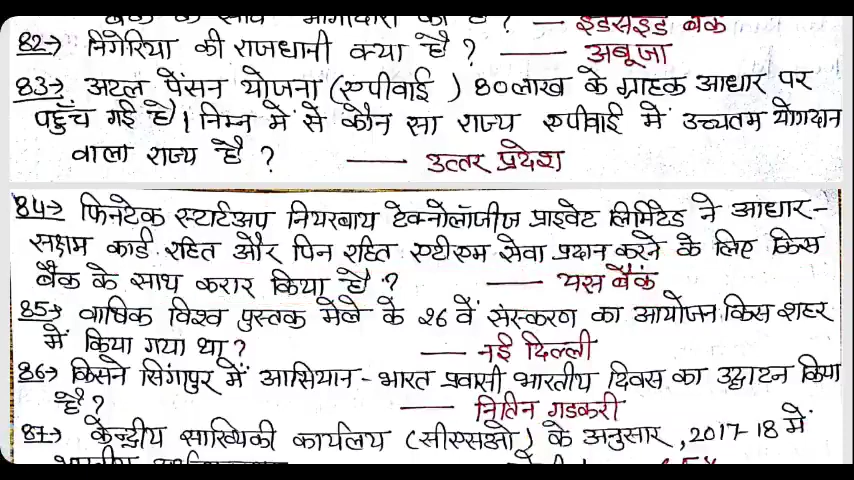 बैंक के साथ भागीदारी की है ? — इंडसइंड बैंक
82→ निगेरिया की राजधानी क्या है ? — अबूजा
83→ अटल पेंसन योजना (एपीवाई ) 80लाख के ग्राहक आधार पर
पहुँच गई है। निम्न में से कौन सा राज्य एपीवाई में उच्चतम योगदान
वाला राज्य है ? — उत्तर प्रदेश
84→ फिनटेक स्टार्टअप नियरबाय टेक्नोलॉजीज प्राइवेट लिमिटेड ने आधार-
सक्षम कार्ड रहित और पिन रहित एटीएम सेवा प्रदान करने के लिए किस
बैंक के साथ करार किया है ? — यस बैंक
85→ वार्षिक विश्व पुस्तक मेले के 26 वें संस्करण का आयोजन किस शहर
में किया गया था ? — नई दिल्ली
86→ किसने सिंगापुर में आसियान-भारत प्रवासी भारतीय दिवस का उद्घाटन किया
है ? — नितिन गडकरी
87→ केन्द्रीय साख्यिकी कार्यलय (सीएसओ) के अनुसार, 2017-18 में